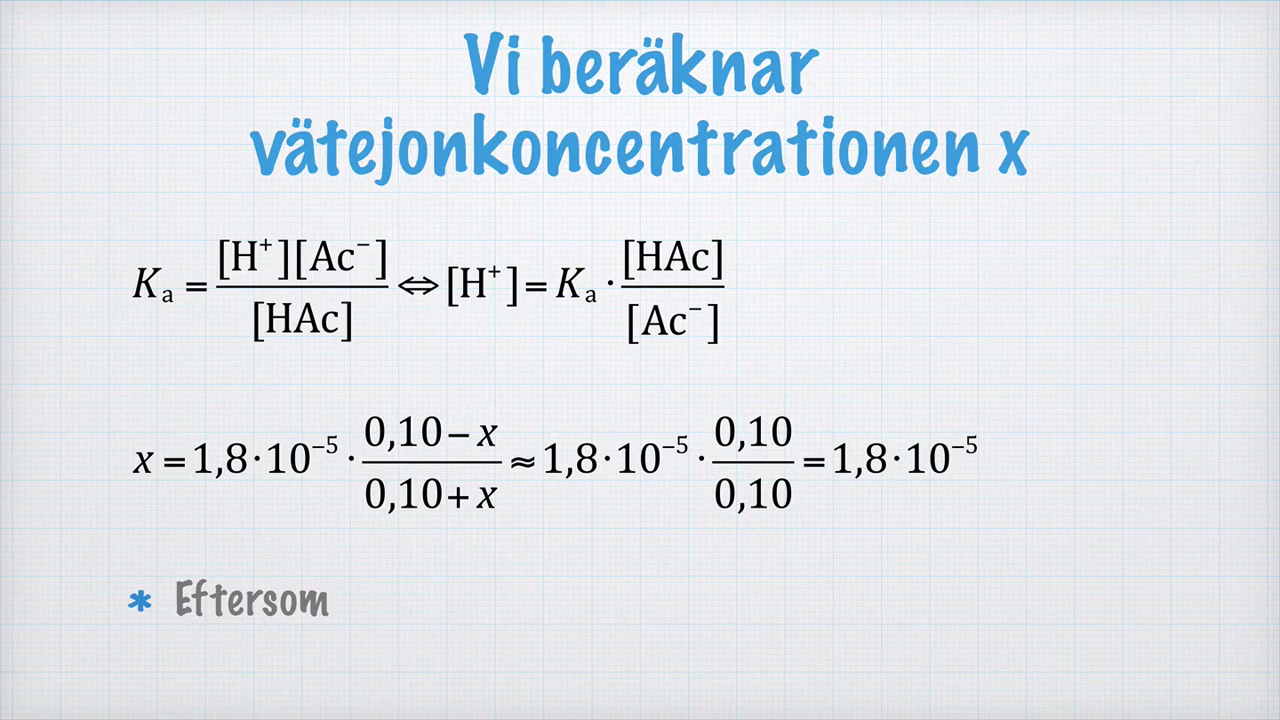 Vi beräknar
vätejonkoncentrationen x
Kₐ = [H⁺][Ac⁻] / [HAc] ⇔ [H⁺] = Kₐ · [HAc] / [Ac⁻]
x = 1,8·10⁻⁵ · (0,10 − x) / (0,10 + x) ≈ 1,8·10⁻⁵ · 0,10 / 0,10 = 1,8·10⁻⁵
* Eftersom